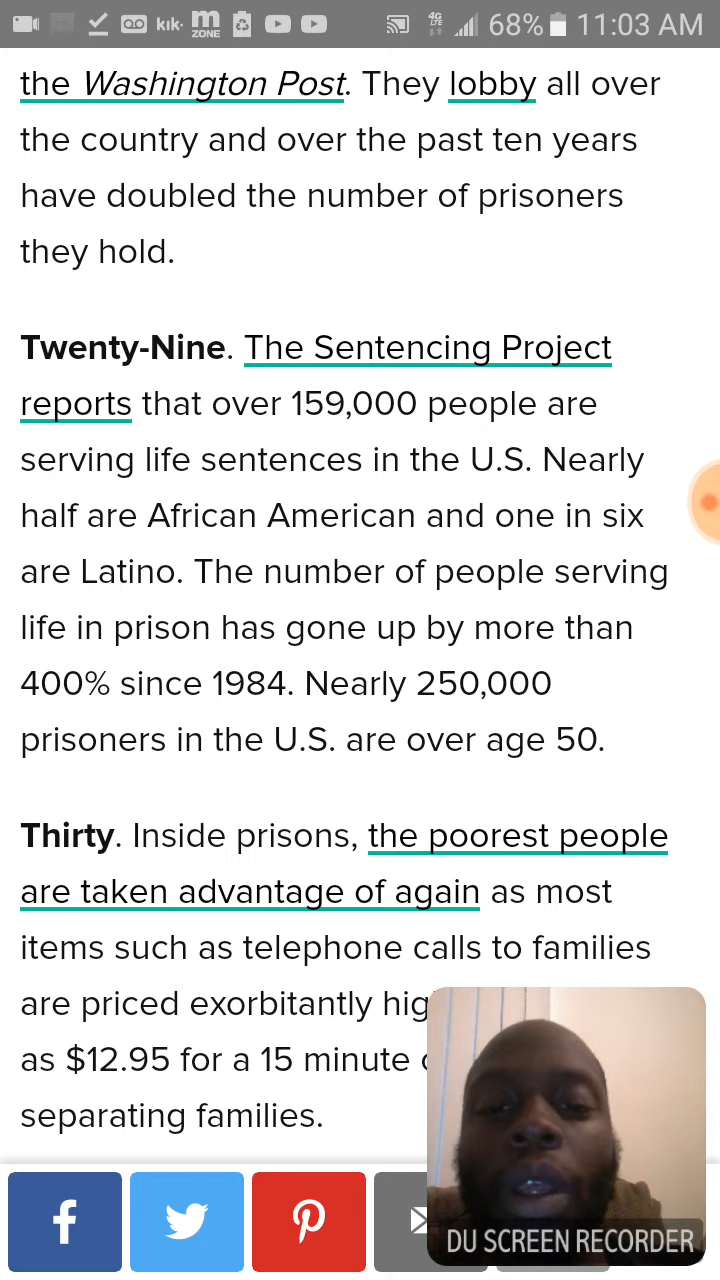 kik. m ZONE 4G LTE 68% 11:03 AM
the Washington Post. They lobby all over
the country and over the past ten years
have doubled the number of prisoners
they hold.
Twenty-Nine. The Sentencing Project
reports that over 159,000 people are
serving life sentences in the U.S. Nearly
half are African American and one in six
are Latino. The number of people serving
life in prison has gone up by more than
400% since 1984. Nearly 250,000
prisoners in the U.S. are over age 50.
Thirty. Inside prisons, the poorest people
are taken advantage of again as most
items such as telephone calls to families
are priced exorbitantly hig
as $12.95 for a 15 minute
separating families.
DU SCREEN RECORDER